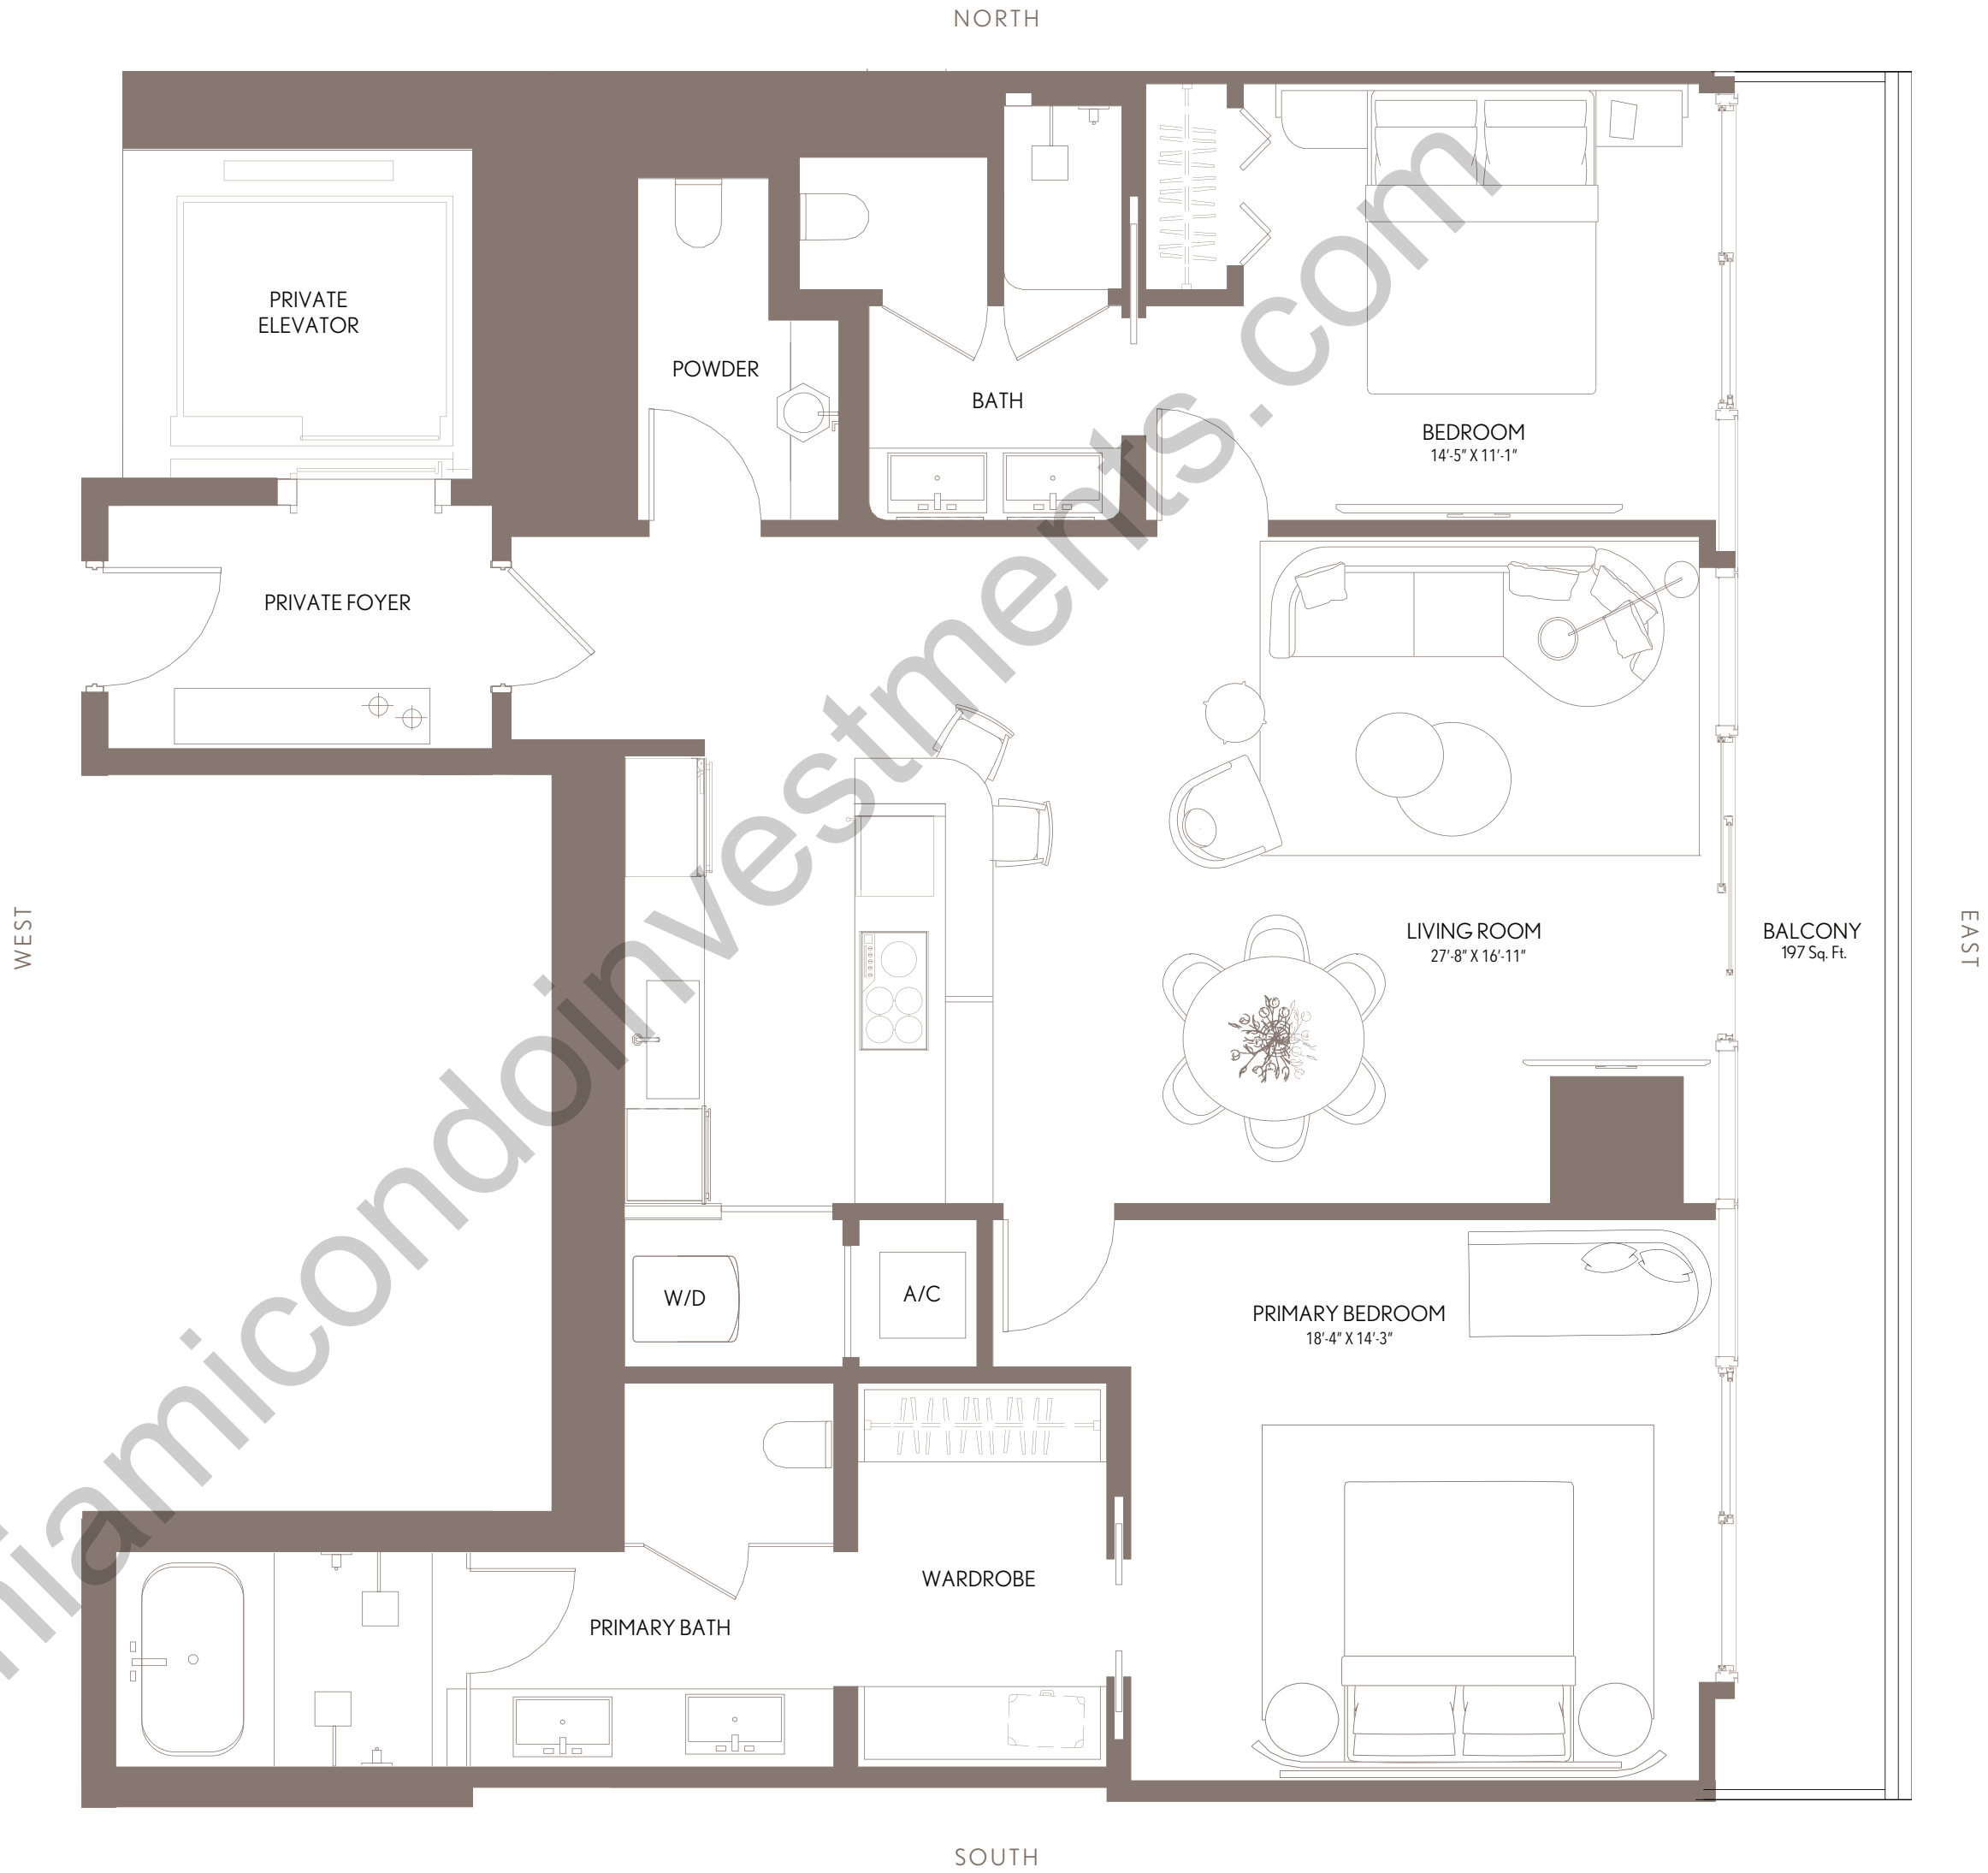 NORTH
PRIVATE
ELEVATOR
POWDER
BATH
BEDROOM
14'-5" X 11'-1"
PRIVATE FOYER
WEST
LIVING ROOM
27'-8" X 16'-11"
BALCONY
197 Sq. Ft.
EAST
W/D
A/C
PRIMARY BEDROOM
18'-4" X 14'-3"
WARDROBE
PRIMARY BATH
SOUTH
miamicondoinvestments.com